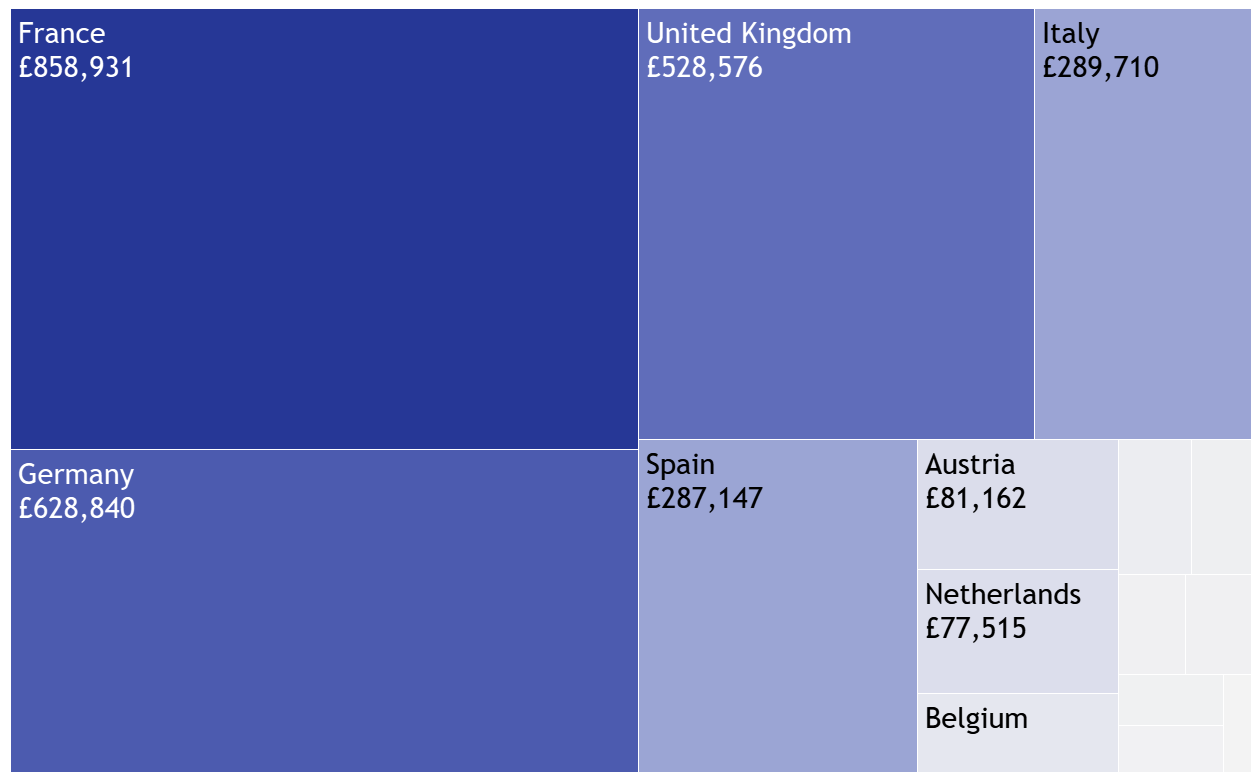 France
£858,931
United Kingdom
£528,576
Italy
£289,710
Germany
£628,840
Spain
£287,147
Austria
£81,162
Netherlands
£77,515
Belgium